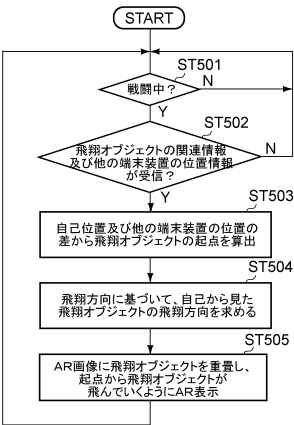 START
ST501
戦闘中？
N
Y
ST502
飛翔オブジェクトの関連情報
及び他の端末装置の位置情報
が受信？
N
Y
ST503
自己位置及び他の端末装置の位置の
差から飛翔オブジェクトの起点を算出
ST504
飛翔方向に基づいて、自己から見た
飛翔オブジェクトの飛翔方向を求める
ST505
AR画像に飛翔オブジェクトを重畳し、
起点から飛翔オブジェクトが
飛んでいくようにAR表示